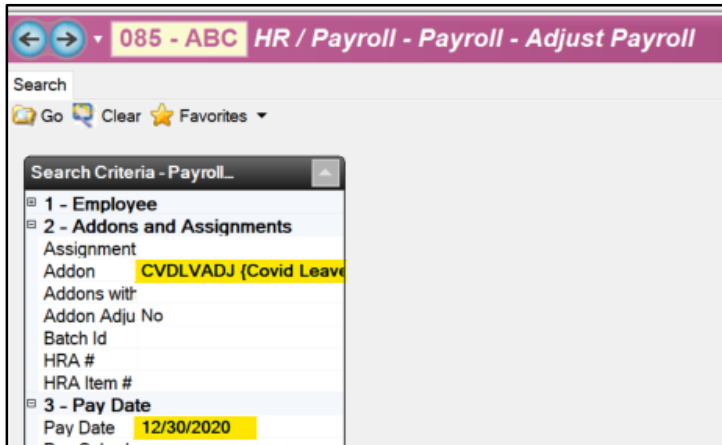 085 - ABC HR / Payroll - Payroll - Adjust Payroll
Search
Go Clear Favorites
Search Criteria - Payroll...
1 - Employee
2 - Addons and Assignments
Assignment
Addon CVDLVADJ {Covid Leave
Addons with
Addon Adju No
Batch Id
HRA #
HRA Item #
3 - Pay Date
Pay Date 12/30/2020